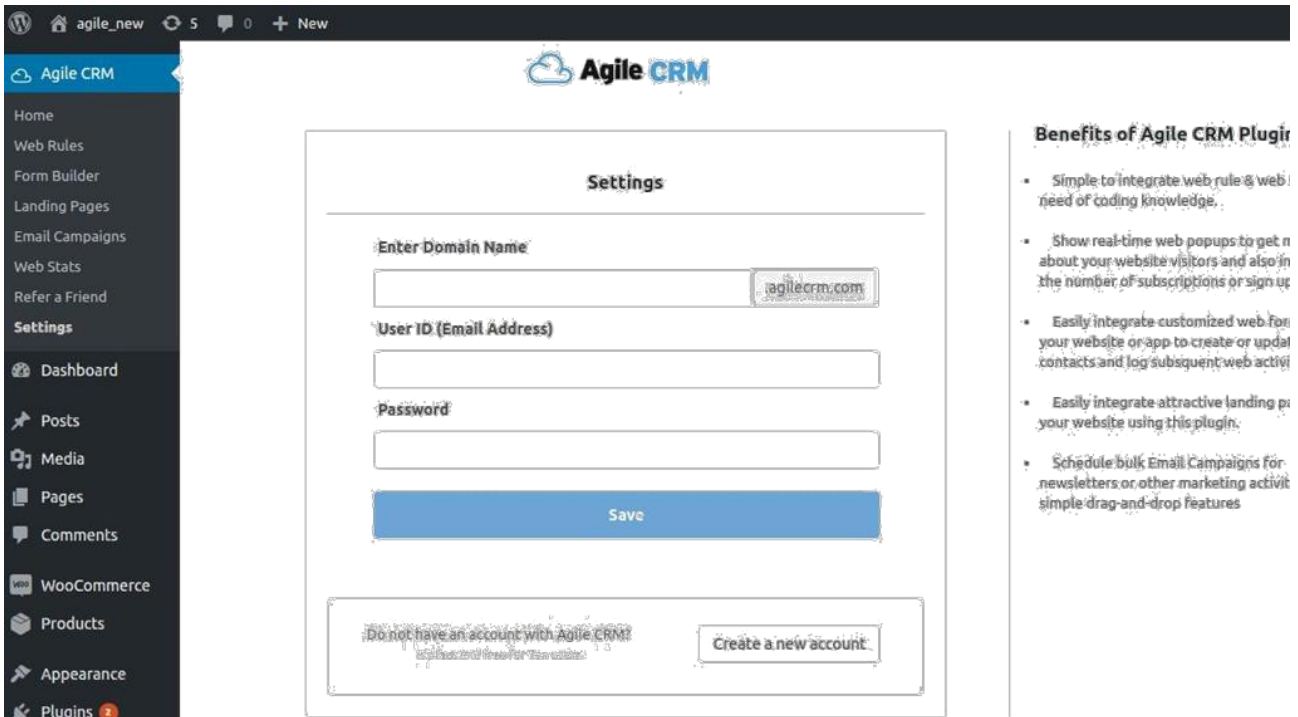 agile_new 5 0 + New
Agile CRM
Home
Web Rules
Form Builder
Landing Pages
Email Campaigns
Web Stats
Refer a Friend
Settings
Dashboard
Posts
Media
Pages
Comments
WooCommerce
Products
Appearance
Plugins 2
Agile CRM
Settings
Enter Domain Name
.agilecrm.com
User ID (Email Address)
Password
Save
Do not have an account with Agile CRM?
Create a new account
Benefits of Agile CRM Plugin
Simple to integrate web rule & web
need of coding knowledge.
Show real-time web popups to get m
about your website visitors and also in
the number of subscriptions or sign up
Easily integrate customized web for
your website or app to create or updat
contacts and log subsquent web activi
Easily integrate attractive landing pa
your website using this plugin.
Schedule bulk Email Campaigns for
newsletters or other marketing activit
simple drag-and-drop features